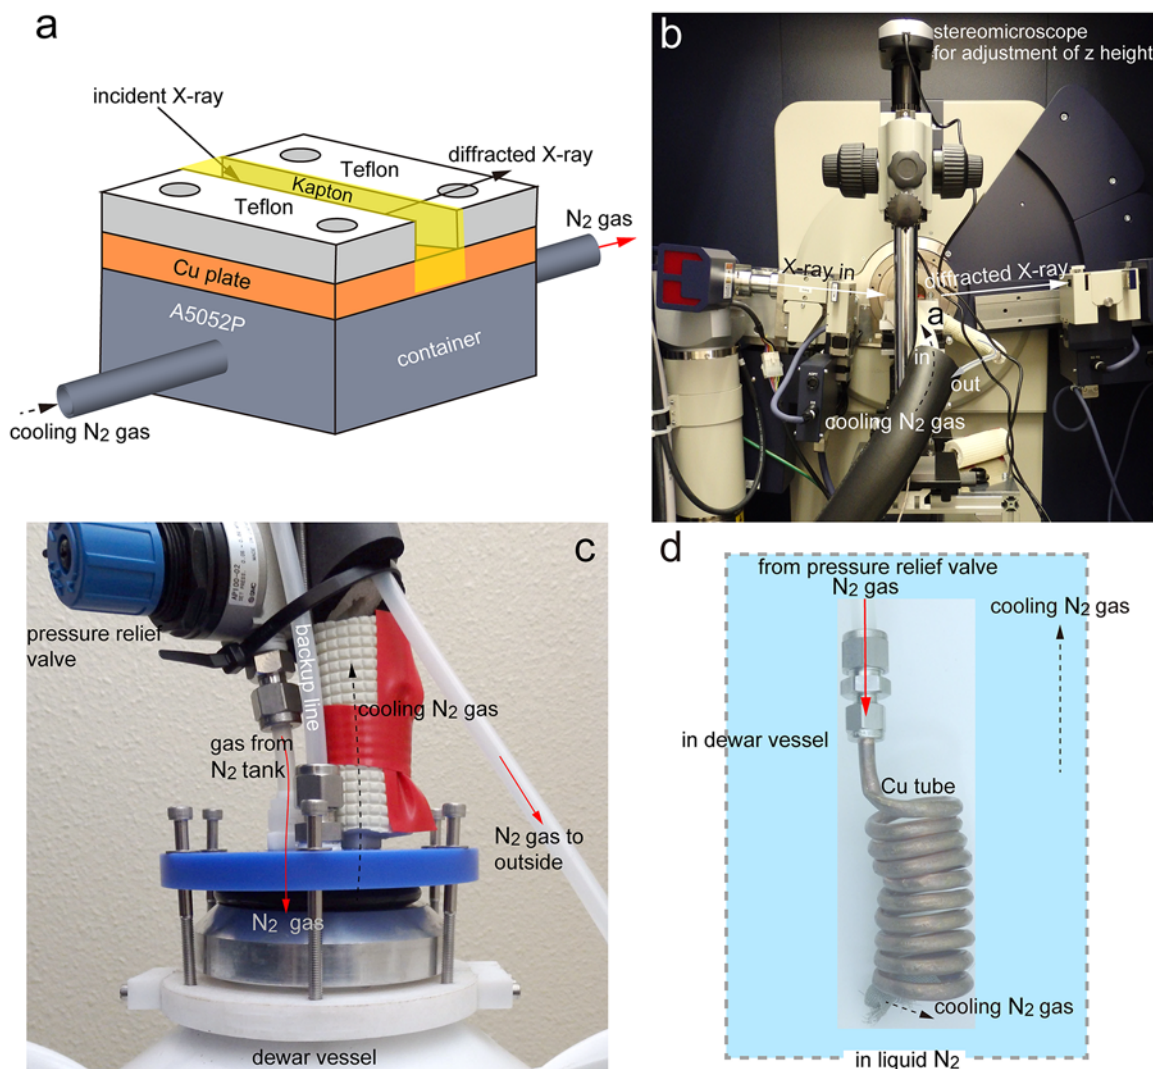 a
incident X-ray
Teflon
diffracted X-ray
Kapton
Teflon
N2 gas
Cu plate
A5052P
container
cooling N2 gas
b
stereomicroscope
for adjustment of z height
X-ray in
diffracted X-ray
a
in
out
cooling N2 gas
c
pressure relief
valve
AP100-02
SMC
backup line
cooling N2 gas
gas from
N2 tank
N2 gas to
outside
N2 gas
dewar vessel
d
from pressure relief valve
N2 gas
cooling N2 gas
in dewar vessel
Cu tube
cooling N2 gas
in liquid N2